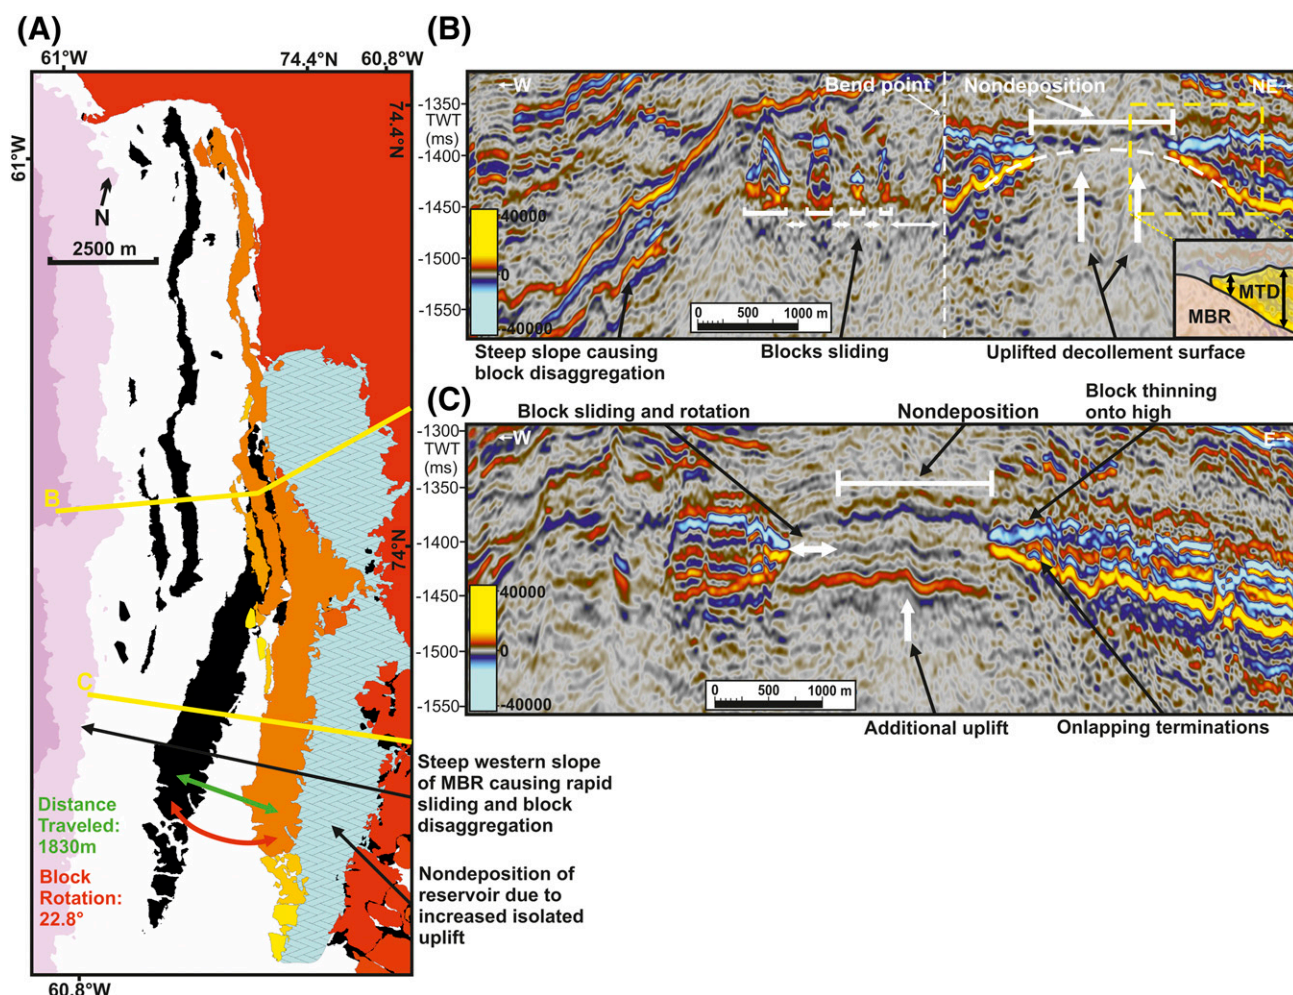 (A)
61°W
74.4°N
60.8°W
61°W
74.4°N
N
2500 m
B
74°N
C
Distance
Traveled:
1830m
Block
Rotation:
22.8°
60.8°W
Steep western slope
of MBR causing rapid
sliding and block
disaggregation
Nondeposition of
reservoir due to
increased isolated
uplift
(B)
←W
Bend point
Nondeposition
NE→
-1350
TWT
(ms)
-1400
-1450
-1500
-1550
40000
0
-40000
0 500 1000 m
MTD
MBR
Steep slope causing
block disaggregation
Blocks sliding
Uplifted decollement surface
(C)
Block sliding and rotation
Nondeposition
Block thinning
onto high
←W
E→
-1300
TWT
(ms)
-1350
-1400
-1450
-1500
-1550
40000
0
-40000
0 500 1000 m
Additional uplift
Onlapping terminations